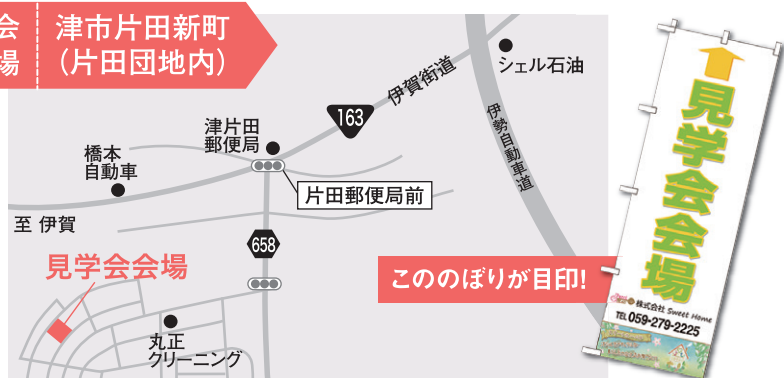 会場
津市片田新町
（片田団地内）
シェル石油
伊賀街道
163
伊勢自動車道
津片田
郵便局
橋本
自動車
片田郵便局前
至 伊賀
658
見学会会場
丸正
クリーニング
こののぼりが目印!
見学会会場
株式会社 Sweet Home
TEL 059-279-2225